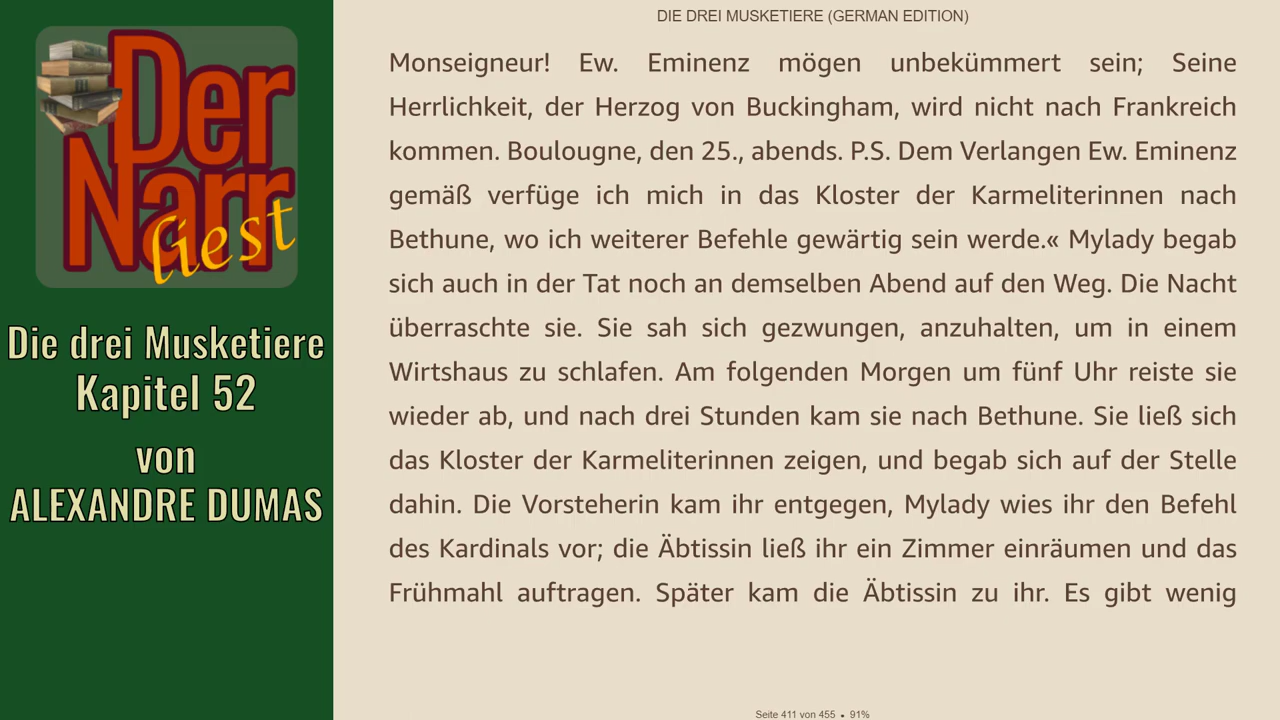 Der
Narr
liest
Die drei Musketiere
Kapitel 52
von
ALEXANDRE DUMAS
DIE DREI MUSKETIERE (GERMAN EDITION)
Monseigneur! Ew. Eminenz mögen unbekümmert sein; Seine
Herrlichkeit, der Herzog von Buckingham, wird nicht nach Frankreich
kommen. Boulougne, den 25., abends. P.S. Dem Verlangen Ew. Eminenz
gemäß verfüge ich mich in das Kloster der Karmeliterinnen nach
Bethune, wo ich weiterer Befehle gewärtig sein werde.« Mylady begab
sich auch in der Tat noch an demselben Abend auf den Weg. Die Nacht
überraschte sie. Sie sah sich gezwungen, anzuhalten, um in einem
Wirtshaus zu schlafen. Am folgenden Morgen um fünf Uhr reiste sie
wieder ab, und nach drei Stunden kam sie nach Bethune. Sie ließ sich
das Kloster der Karmeliterinnen zeigen, und begab sich auf der Stelle
dahin. Die Vorsteherin kam ihr entgegen, Mylady wies ihr den Befehl
des Kardinals vor; die Äbtissin ließ ihr ein Zimmer einräumen und das
Frühmahl auftragen. Später kam die Äbtissin zu ihr. Es gibt wenig
Seite 411 von 455 • 91%